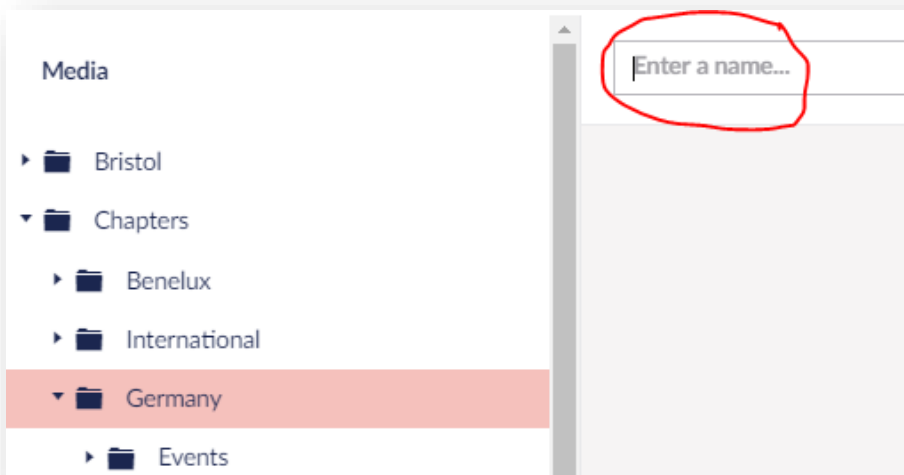 Media
Enter a name...
Bristol
Chapters
Benelux
International
Germany
Events